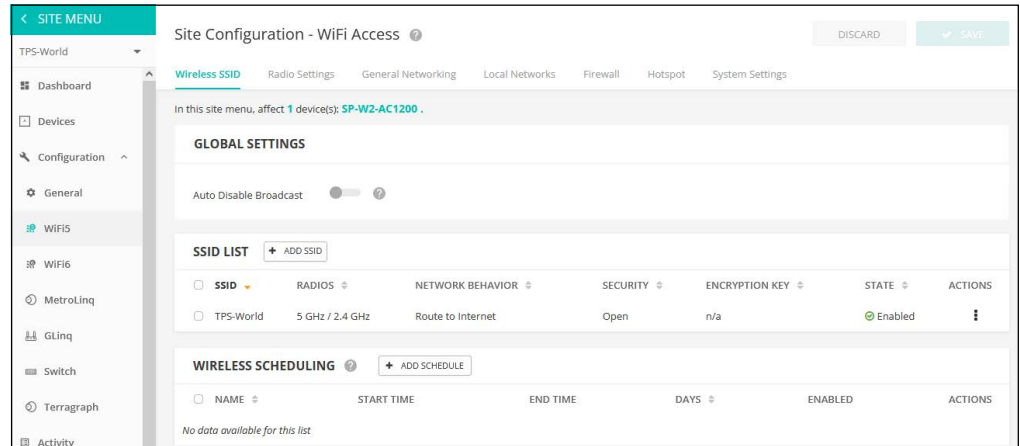 SITE MENU
TPS-World
Dashboard
Devices
Configuration
General
WiFi5
WiFi6
MetroLinq
GLinq
Switch
Terragraph
Activity
Site Configuration - WiFi Access ?
DISCARD
SAVE
Wireless SSID Radio Settings General Networking Local Networks Firewall Hotspot System Settings
In this site menu, affect 1 device(s): SP-W2-AC1200 .
GLOBAL SETTINGS
Auto Disable Broadcast ?
SSID LIST + ADD SSID
SSID RADIOS NETWORK BEHAVIOR SECURITY ENCRYPTION KEY STATE ACTIONS
TPS-World 5 GHz / 2.4 GHz Route to Internet Open n/a Enabled
WIRELESS SCHEDULING ? + ADD SCHEDULE
NAME START TIME END TIME DAYS ENABLED ACTIONS
No data available for this list